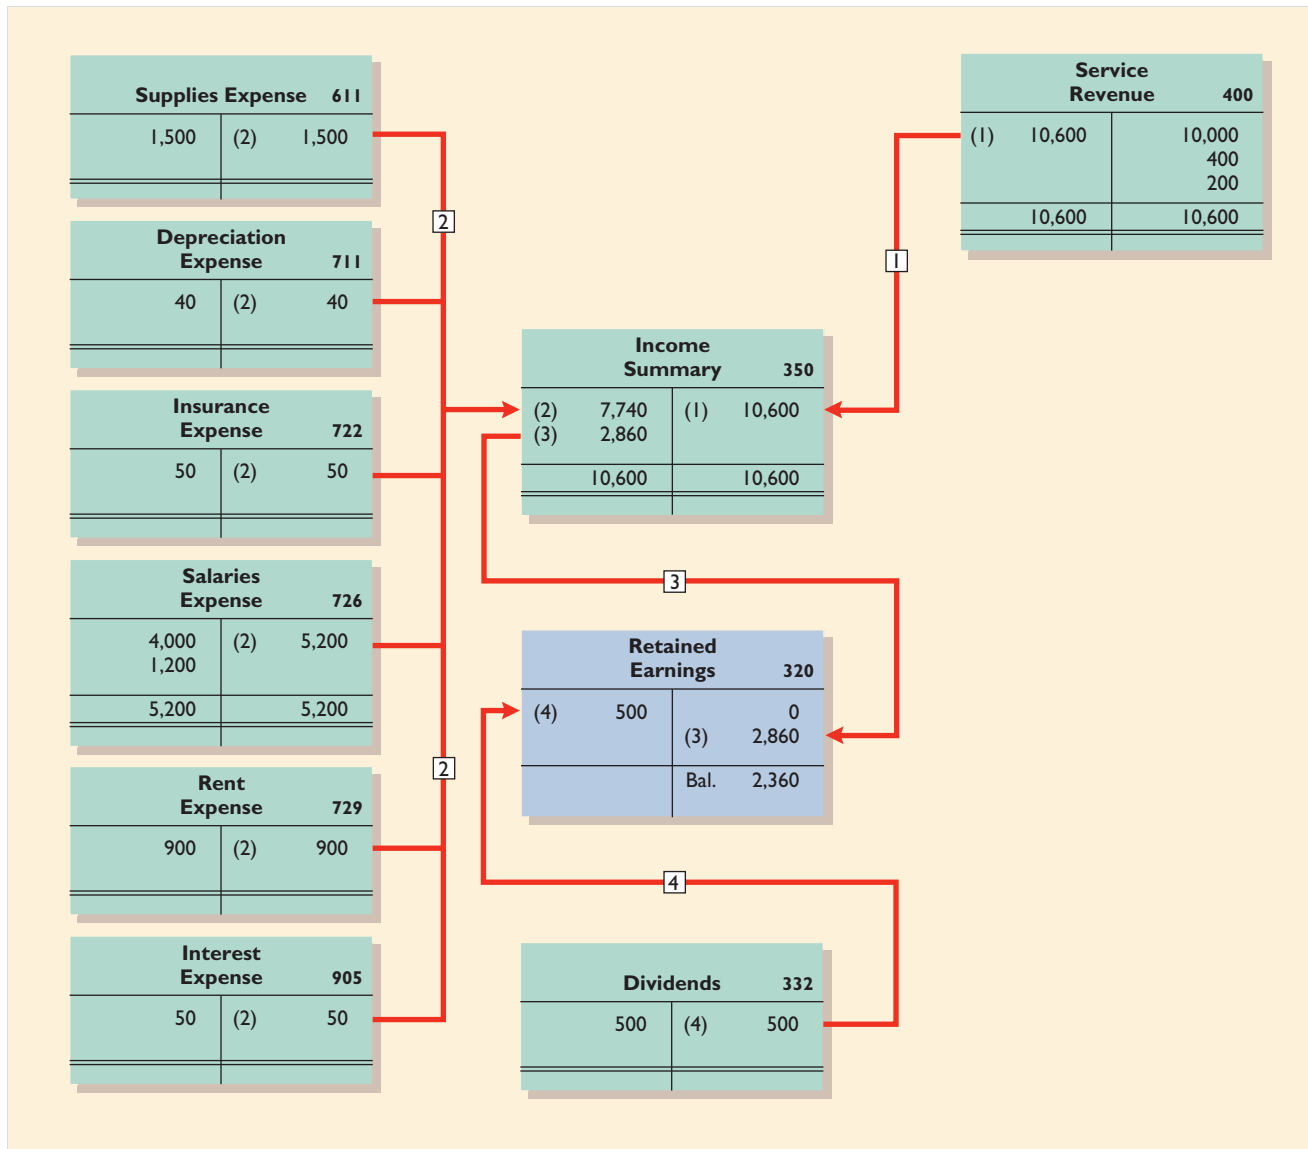 Supplies Expense 611
1,500 (2) 1,500
Depreciation
Expense 711
40 (2) 40
Insurance
Expense 722
50 (2) 50
Salaries
Expense 726
4,000 (2) 5,200
1,200
5,200 5,200
Rent
Expense 729
900 (2) 900
Interest
Expense 905
50 (2) 50
2
2
Income
Summary 350
(2) 7,740 (1) 10,600
(3) 2,860
10,600 10,600
3
Retained
Earnings 320
(4) 500 0
(3) 2,860
Bal. 2,360
4
Dividends 332
500 (4) 500
Service
Revenue 400
(1) 10,600 10,000
400
200
10,600 10,600
1